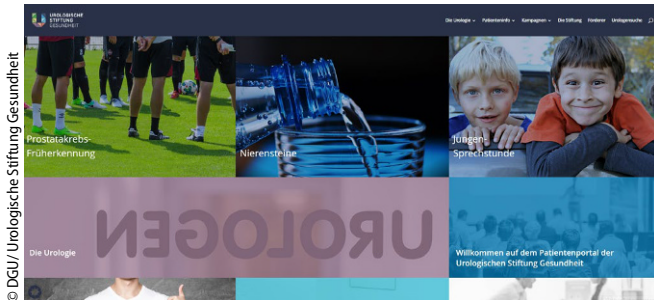 UROLOGISCHE
STIFTUNG
GESUNDHEIT
Die Urologie
Patienteninfo
Kampagnen
Die Stiftung
Förderer
Urologensuche
Prostatakrebs-
Früherkennung
Nierensteine
Jungen-
Sprechstunde
UROLOGEN
Die Urologie
Willkommen auf dem Patientenportal der
Urologischen Stiftung Gesundheit
© DGU/ Urologische Stiftung Gesundheit